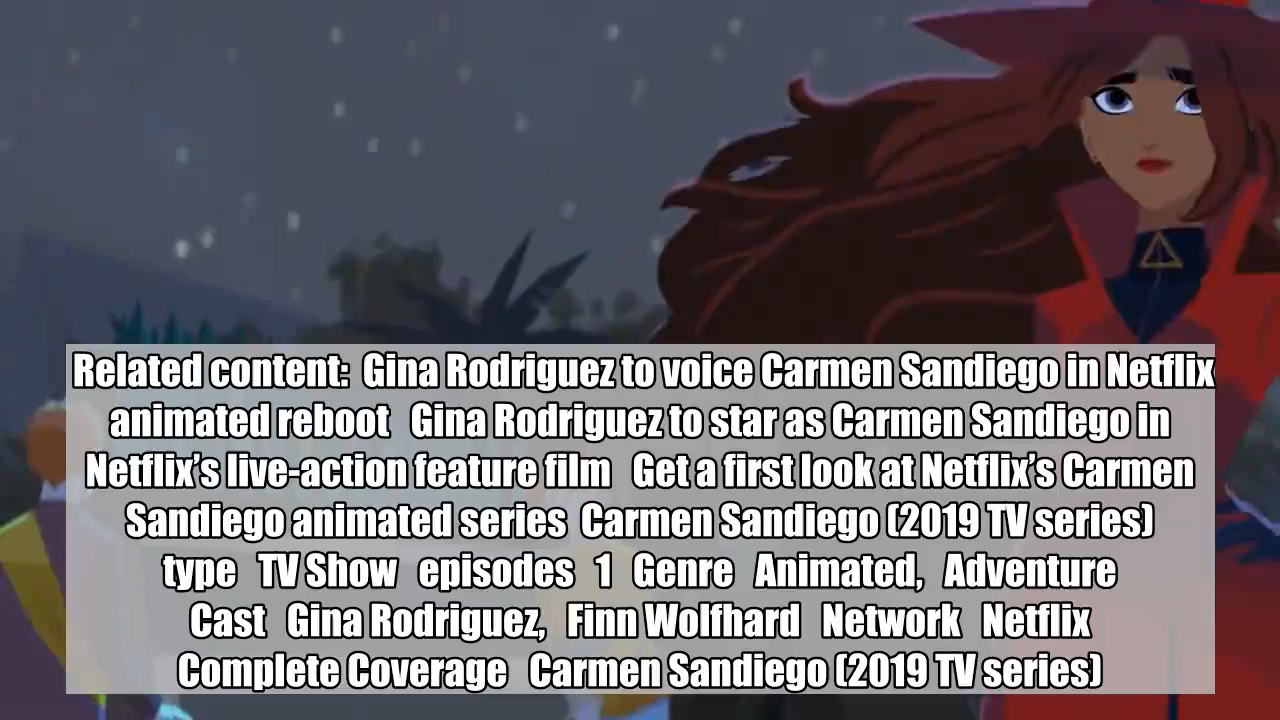 Related content:  Gina Rodriguez to voice Carmen Sandiego in Netflix
animated reboot   Gina Rodriguez to star as Carmen Sandiego in
Netflix’s live-action feature film   Get a first look at Netflix’s Carmen
Sandiego animated series  Carmen Sandiego (2019 TV series)
type   TV Show   episodes   1   Genre   Animated,   Adventure
Cast   Gina Rodriguez,   Finn Wolfhard   Network   Netflix
Complete Coverage   Carmen Sandiego (2019 TV series)